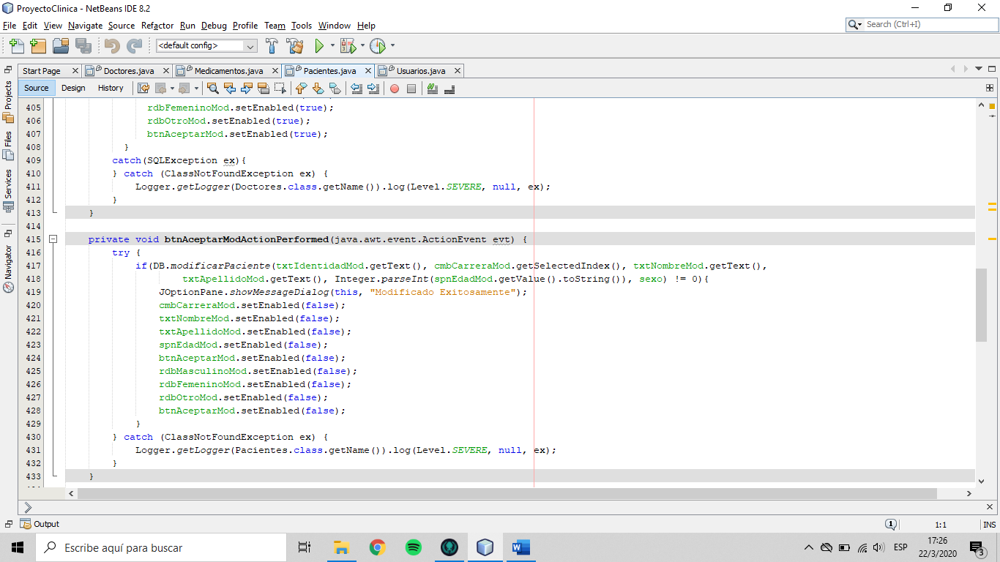 ProyectoClinica - NetBeans IDE 8.2
File Edit View Navigate Source Refactor Run Debug Profile Team Tools Window Help
Search (Ctrl+I)
<default config>
Start Page Doctores.java Medicamentos.java Pacientes.java Usuarios.java
Source Design History
Projects
Files
Services
Navigator
405 rdbFemeninoMod.setEnabled(true);
406 rdbOtroMod.setEnabled(true);
407 btnAceptarMod.setEnabled(true);
408 }
409 catch(SQLException ex){
410 } catch (ClassNotFoundException ex) {
411 Logger.getLogger(Doctores.class.getName()).log(Level.SEVERE, null, ex);
412 }
413 }
414
415 private void btnAceptarModActionPerformed(java.awt.event.ActionEvent evt) {
416 try {
417 if(DB.modificarPaciente(txtIdentidadMod.getText(), cmbCarreraMod.getSelectedIndex(), txtNombreMod.getText(),
418 txtApellidoMod.getText(), Integer.parseInt(spnEdadMod.getValue().toString()), sexo) != 0){
419 JOptionPane.showMessageDialog(this, "Modificado Exitosamente");
420 cmbCarreraMod.setEnabled(false);
421 txtNombreMod.setEnabled(false);
422 txtApellidoMod.setEnabled(false);
423 spnEdadMod.setEnabled(false);
424 btnAceptarMod.setEnabled(false);
425 rdbMasculinoMod.setEnabled(false);
426 rdbFemeninoMod.setEnabled(false);
427 rdbOtroMod.setEnabled(false);
428 btnAceptarMod.setEnabled(false);
429 }
430 } catch (ClassNotFoundException ex) {
431 Logger.getLogger(Pacientes.class.getName()).log(Level.SEVERE, null, ex);
432 }
433 }
Output
1
1:1
INS
Escribe aquí para buscar
ESP
17:26
22/3/2020
3